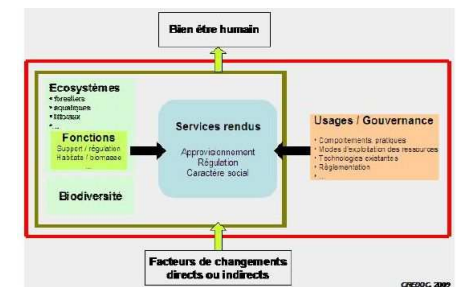 Bien être humain
Ecosystèmes
• forestiers
• aquatiques
• littoraux
• ...
Fonctions
Support / régulation
Habitats / biomasse
...
Biodiversité
Services rendus
Approvisionnement
Régulation
Caractère social
Usages / Gouvernance
• Comportements, pratiques
• Modes d'exploitation des ressources
• Technologies existantes
• Règlementation
• ...
Facteurs de changements
directs ou indirects
CREDOC, 2009